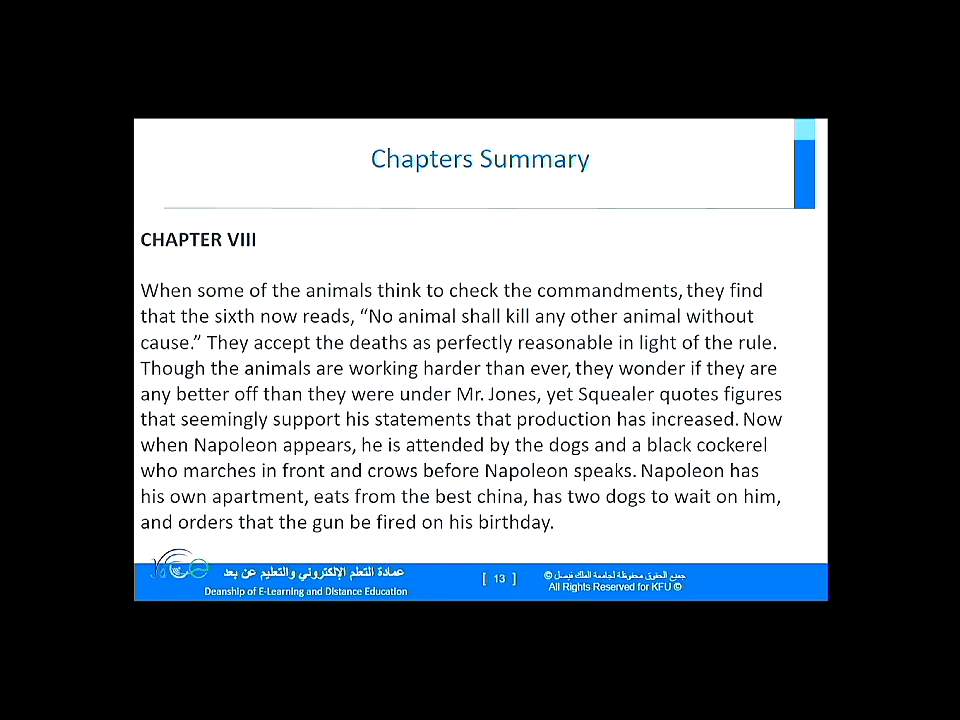 Chapters Summary
CHAPTER VIII
When some of the animals think to check the commandments, they find
that the sixth now reads, “No animal shall kill any other animal without
cause.” They accept the deaths as perfectly reasonable in light of the rule.
Though the animals are working harder than ever, they wonder if they are
any better off than they were under Mr. Jones, yet Squealer quotes figures
that seemingly support his statements that production has increased. Now
when Napoleon appears, he is attended by the dogs and a black cockerel
who marches in front and crows before Napoleon speaks. Napoleon has
his own apartment, eats from the best china, has two dogs to wait on him,
and orders that the gun be fired on his birthday.
عمادة التعلم الإلكتروني والتعليم عن بعد
Deanship of E-Learning and Distance Education
[ 13 ]
جميع الحقوق محفوظة لجامعة الملك فيصل ©
All Rights Reserved for KFU ©